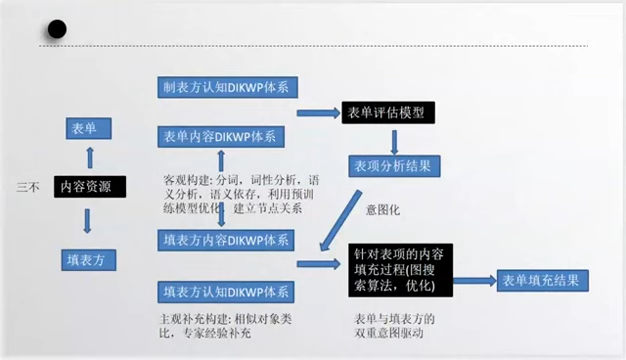 制表方认知DIKWP体系
表单评估模型
表单
表单内容DIKWP体系
表项分析结果
三不
内容资源
客观构建: 分词，词性分析，语
义分析，语义依存，利用预训
练模型优化，建立节点关系
意图化
填表方
填表方内容DIKWP体系
针对表项的内容
填充过程(图搜
索算法，优化)
表单填充结果
填表方认知DIKWP体系
主观补充构建: 相似对象类
比，专家经验补充
表单与填表方的
双重意图驱动